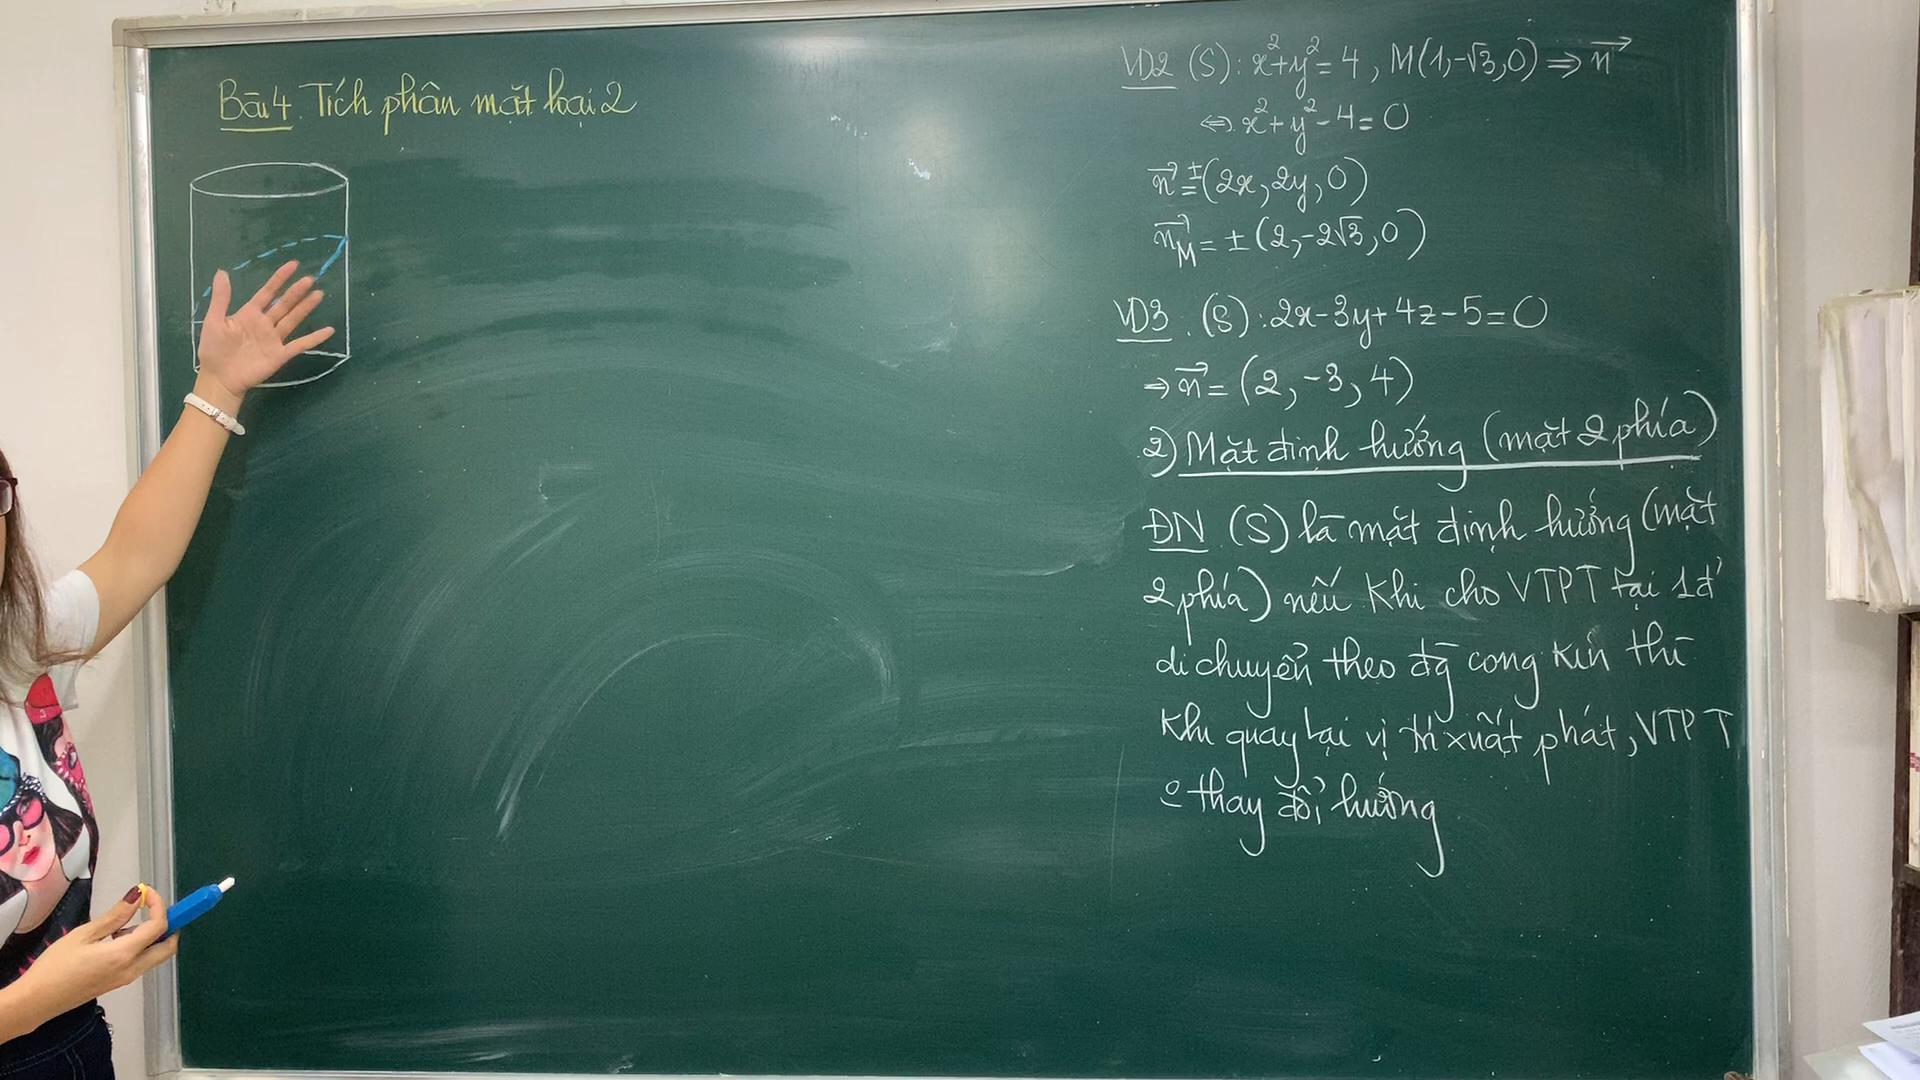 Bài 4. Tích phân mặt loại 2
VD2 (S): x²+y²=4, M(1,-√3,0) ⇒ n⃗
⇔ x²+y²-4=0
n⃗=±(2x,2y,0)
n⃗_M = ±(2,-2√3,0)
VD3. (S): 2x-3y+4z-5=0
⇒ n⃗ = (2,-3,4)
2) Mặt định hướng (mặt 2 phía)
ĐN (S) là mặt định hướng (mặt
2 phía) nếu khi cho VTPT tại 1 đ'
di chuyển theo đg cong kín thì
khi quay lại vị trí xuất phát, VTPT
o thay đổi hướng